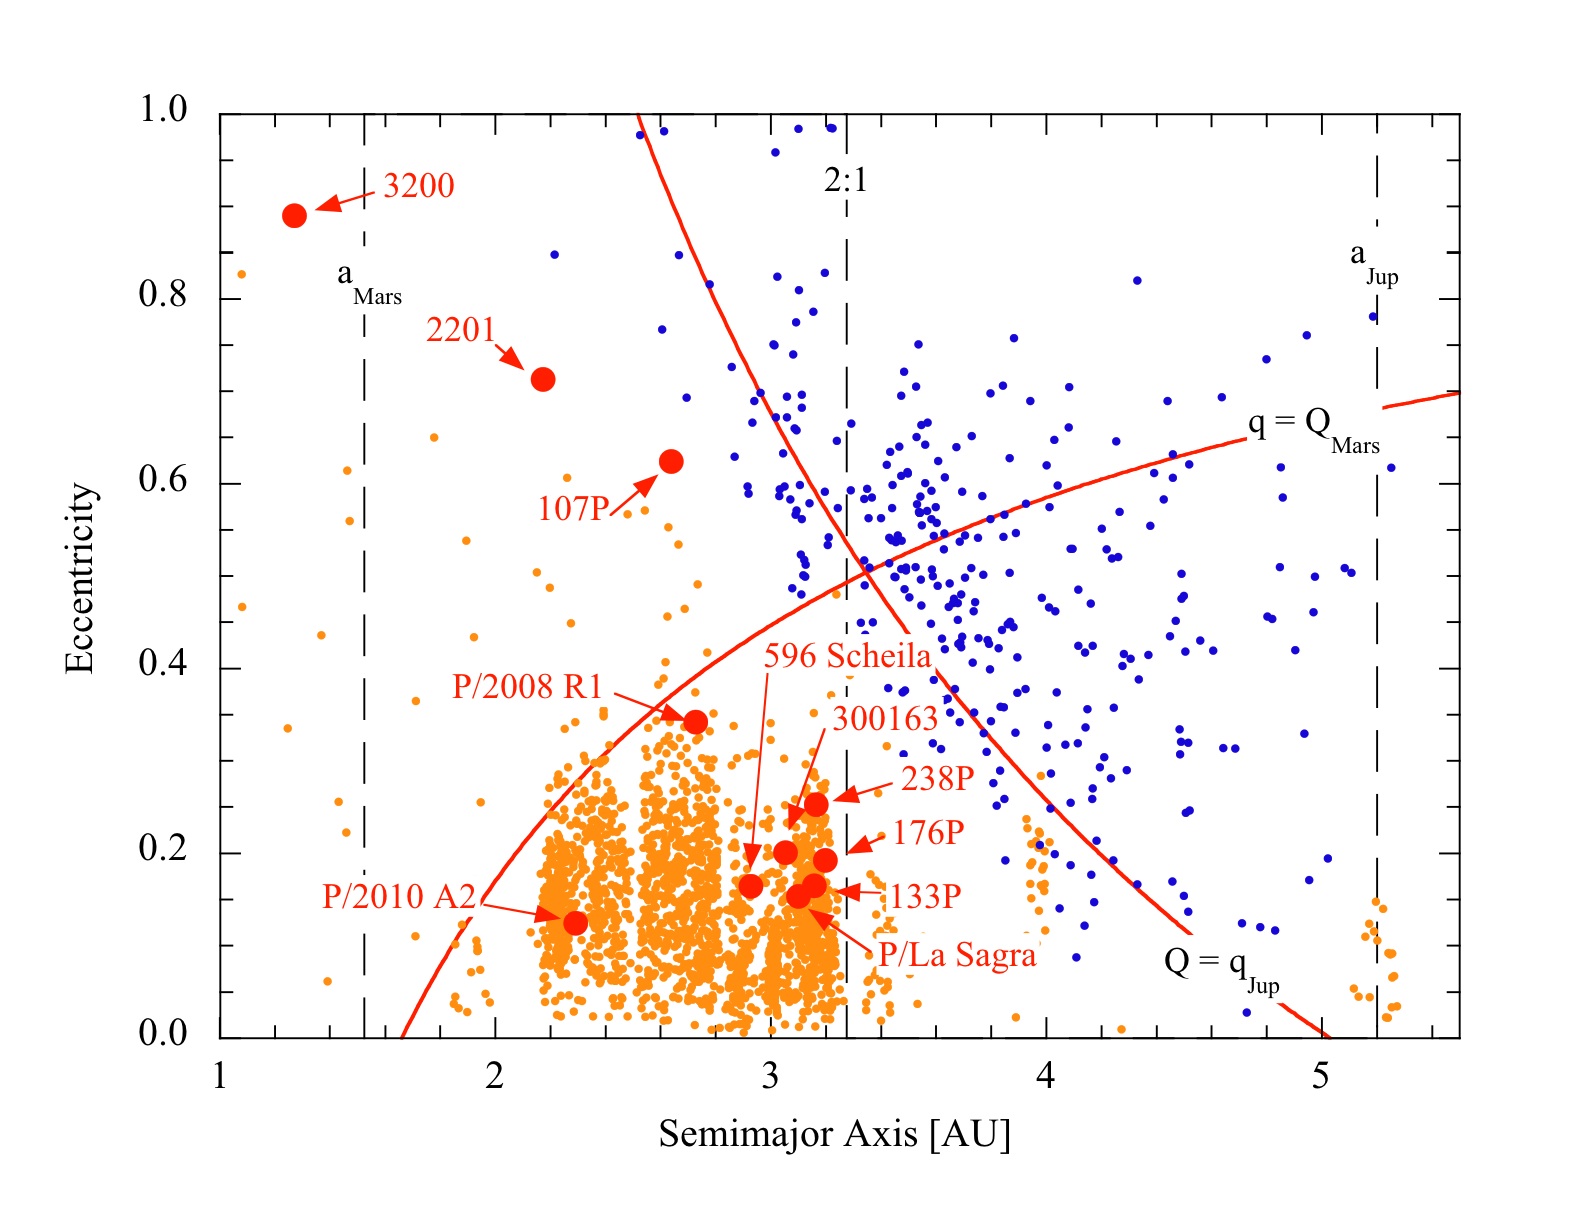 1.0
2:1
3200
a Jup
a Mars
0.8
2201
q = Q Mars
0.6
107P
Eccentricity
596 Scheila
0.4
P/2008 R1
300163
238P
176P
0.2
P/2010 A2
133P
P/La Sagra
Q = q Jup
0.0
1 2 3 4 5
Semimajor Axis [AU]